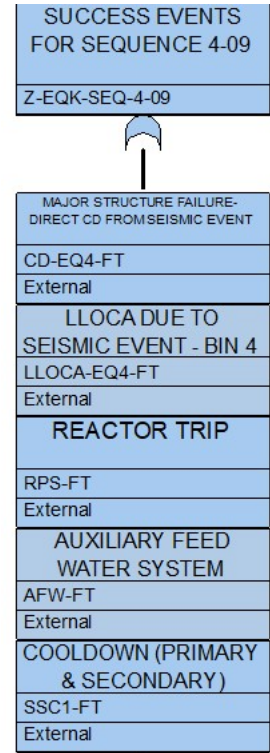 SUCCESS EVENTS
FOR SEQUENCE 4-09
Z-EQK-SEQ-4-09
MAJOR STRUCTURE FAILURE-
DIRECT CD FROM SEISMIC EVENT
CD-EQ4-FT
External
LLOCA DUE TO
SEISMIC EVENT - BIN 4
LLOCA-EQ4-FT
External
REACTOR TRIP
RPS-FT
External
AUXILIARY FEED
WATER SYSTEM
AFW-FT
External
COOLDOWN (PRIMARY
& SECONDARY)
SSC1-FT
External